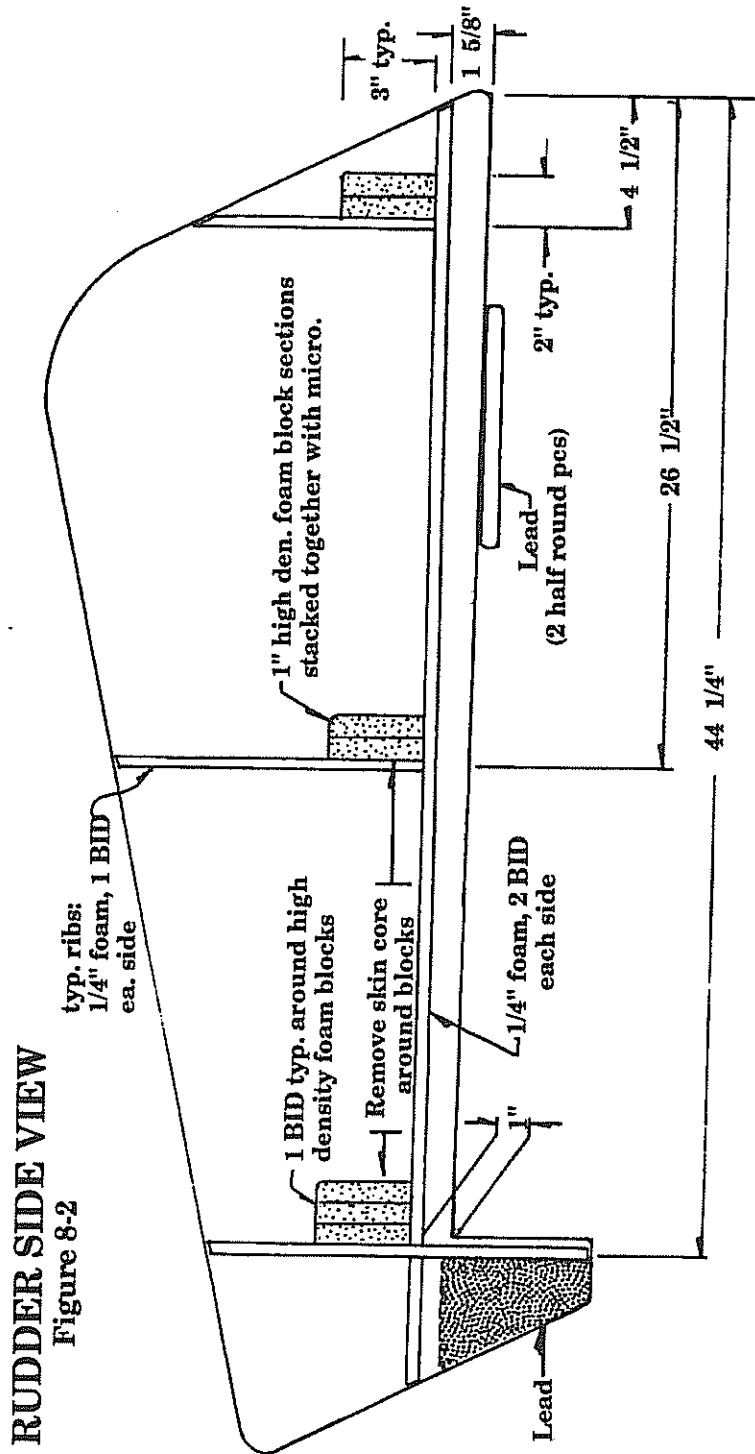 RUDDER SIDE VIEW
Figure 8-2
typ. ribs:
1/4" foam, 1 BID
ea. side
1" high den. foam block sections
stacked together with micro.
3" typ.
1 5/8"
1 BID typ. around high
density foam blocks
Remove skin core
around blocks
1/4" foam, 2 BID
each side
1"
Lead
(2 half round pcs)
2" typ.
4 1/2"
26 1/2"
44 1/4"
Lead